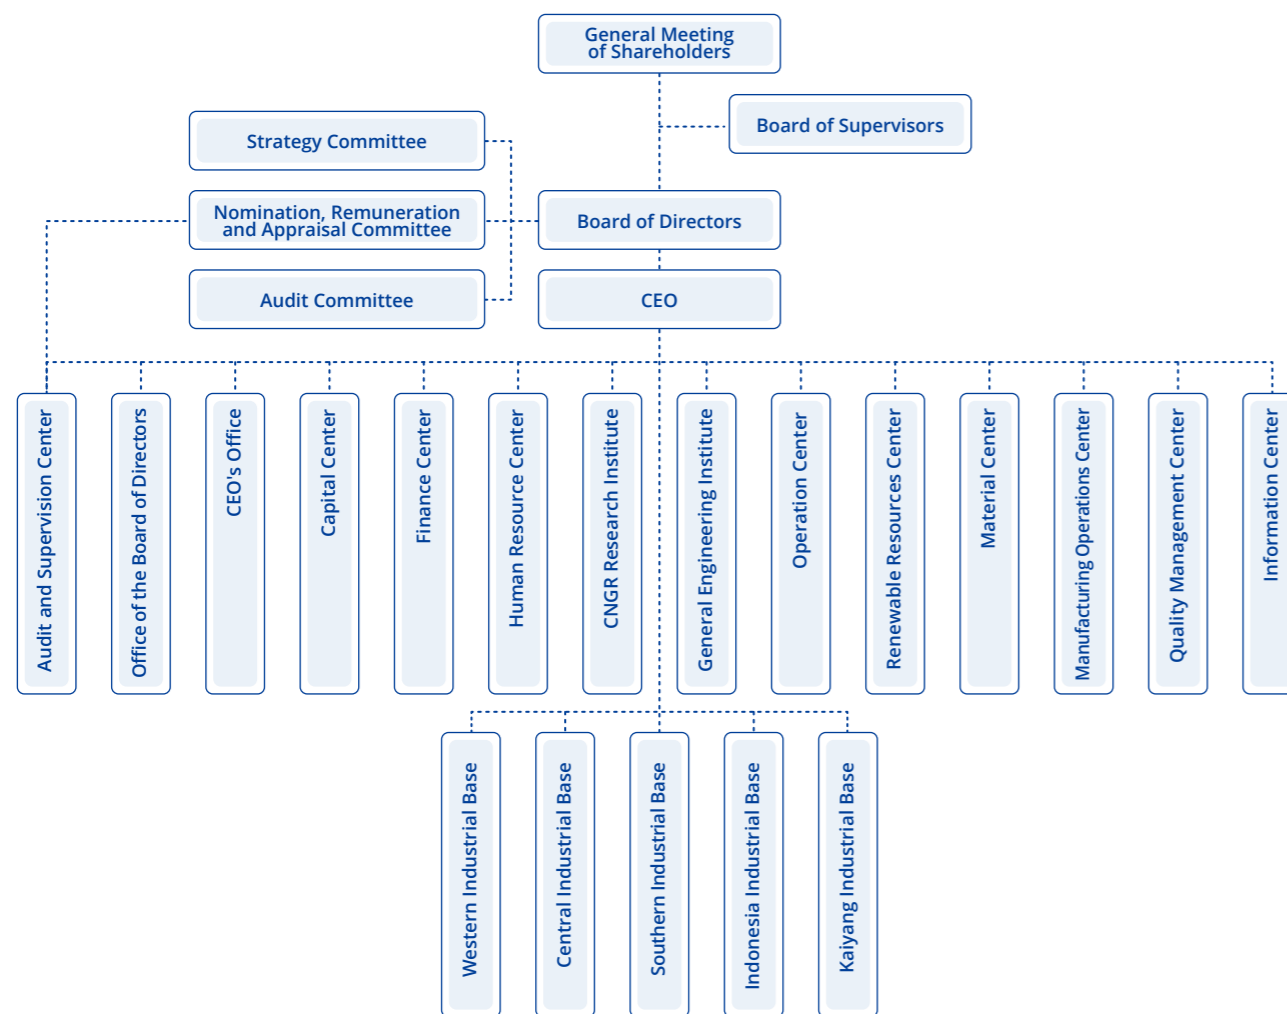 General Meeting
of Shareholders
Board of Supervisors
Strategy Committee
Nomination, Remuneration
and Appraisal Committee
Board of Directors
Audit Committee
CEO
Audit and Supervision Center
Office of the Board of Directors
CEO's Office
Capital Center
Finance Center
Human Resource Center
CNGR Research Institute
General Engineering Institute
Operation Center
Renewable Resources Center
Material Center
Manufacturing Operations Center
Quality Management Center
Information Center
Western Industrial Base
Central Industrial Base
Southern Industrial Base
Indonesia Industrial Base
Kaiyang Industrial Base